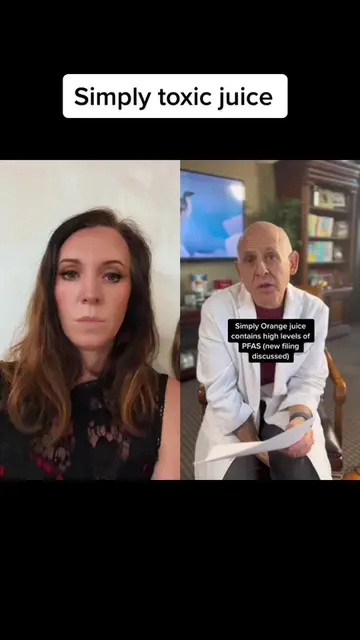 Simply toxic juice
Simply Orange juice
contains high levels of
PFAS (new filing
discussed)